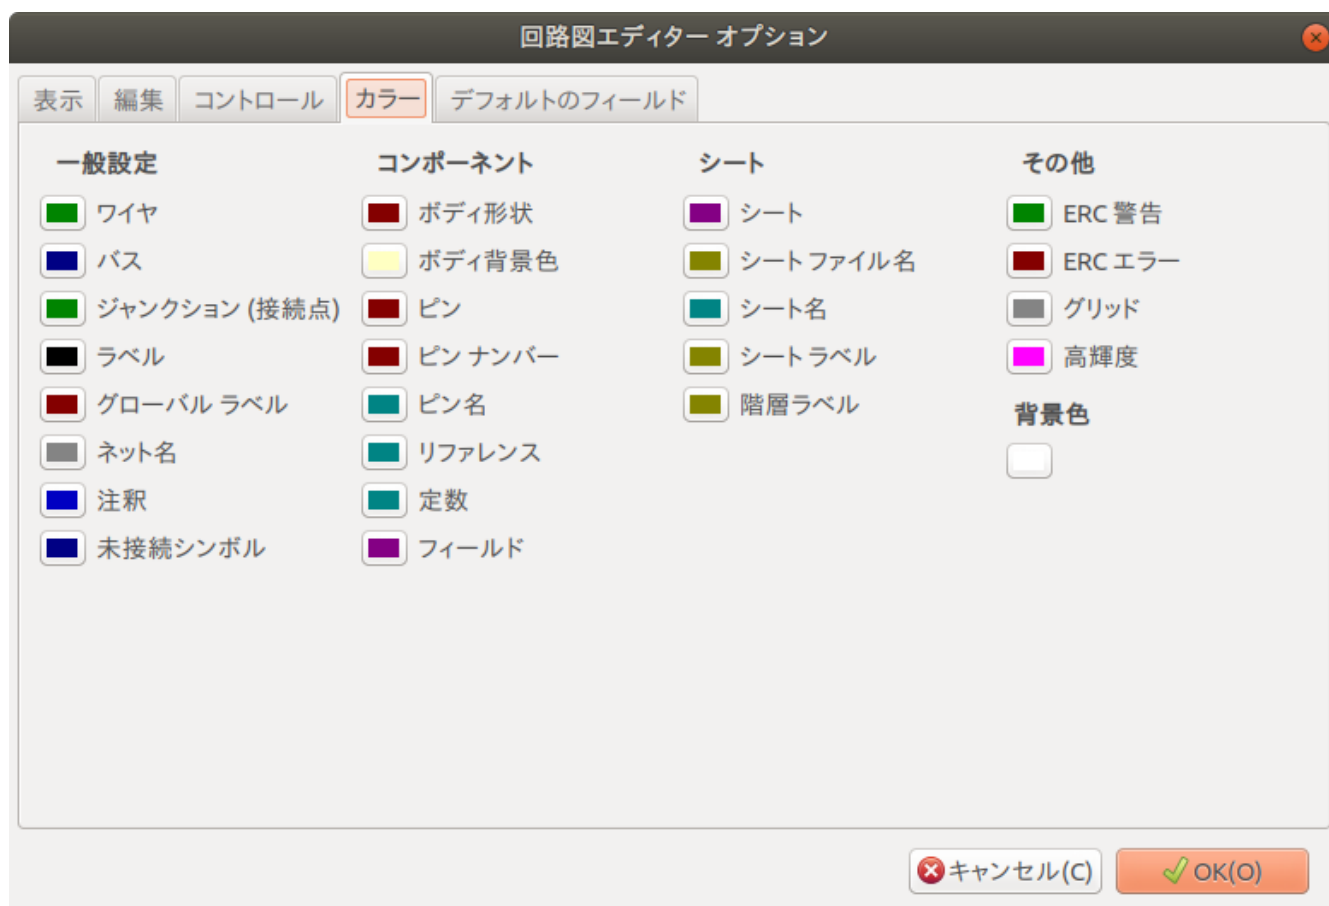 回路図エディター オプション
表示 編集 コントロール カラー デフォルトのフィールド
一般設定
ワイヤ
バス
ジャンクション (接続点)
ラベル
グローバル ラベル
ネット名
注釈
未接続シンボル
コンポーネント
ボディ形状
ボディ背景色
ピン
ピン ナンバー
ピン名
リファレンス
定数
フィールド
シート
シート
シート ファイル名
シート名
シート ラベル
階層ラベル
その他
ERC 警告
ERC エラー
グリッド
高輝度
背景色
キャンセル(C) OK(O)